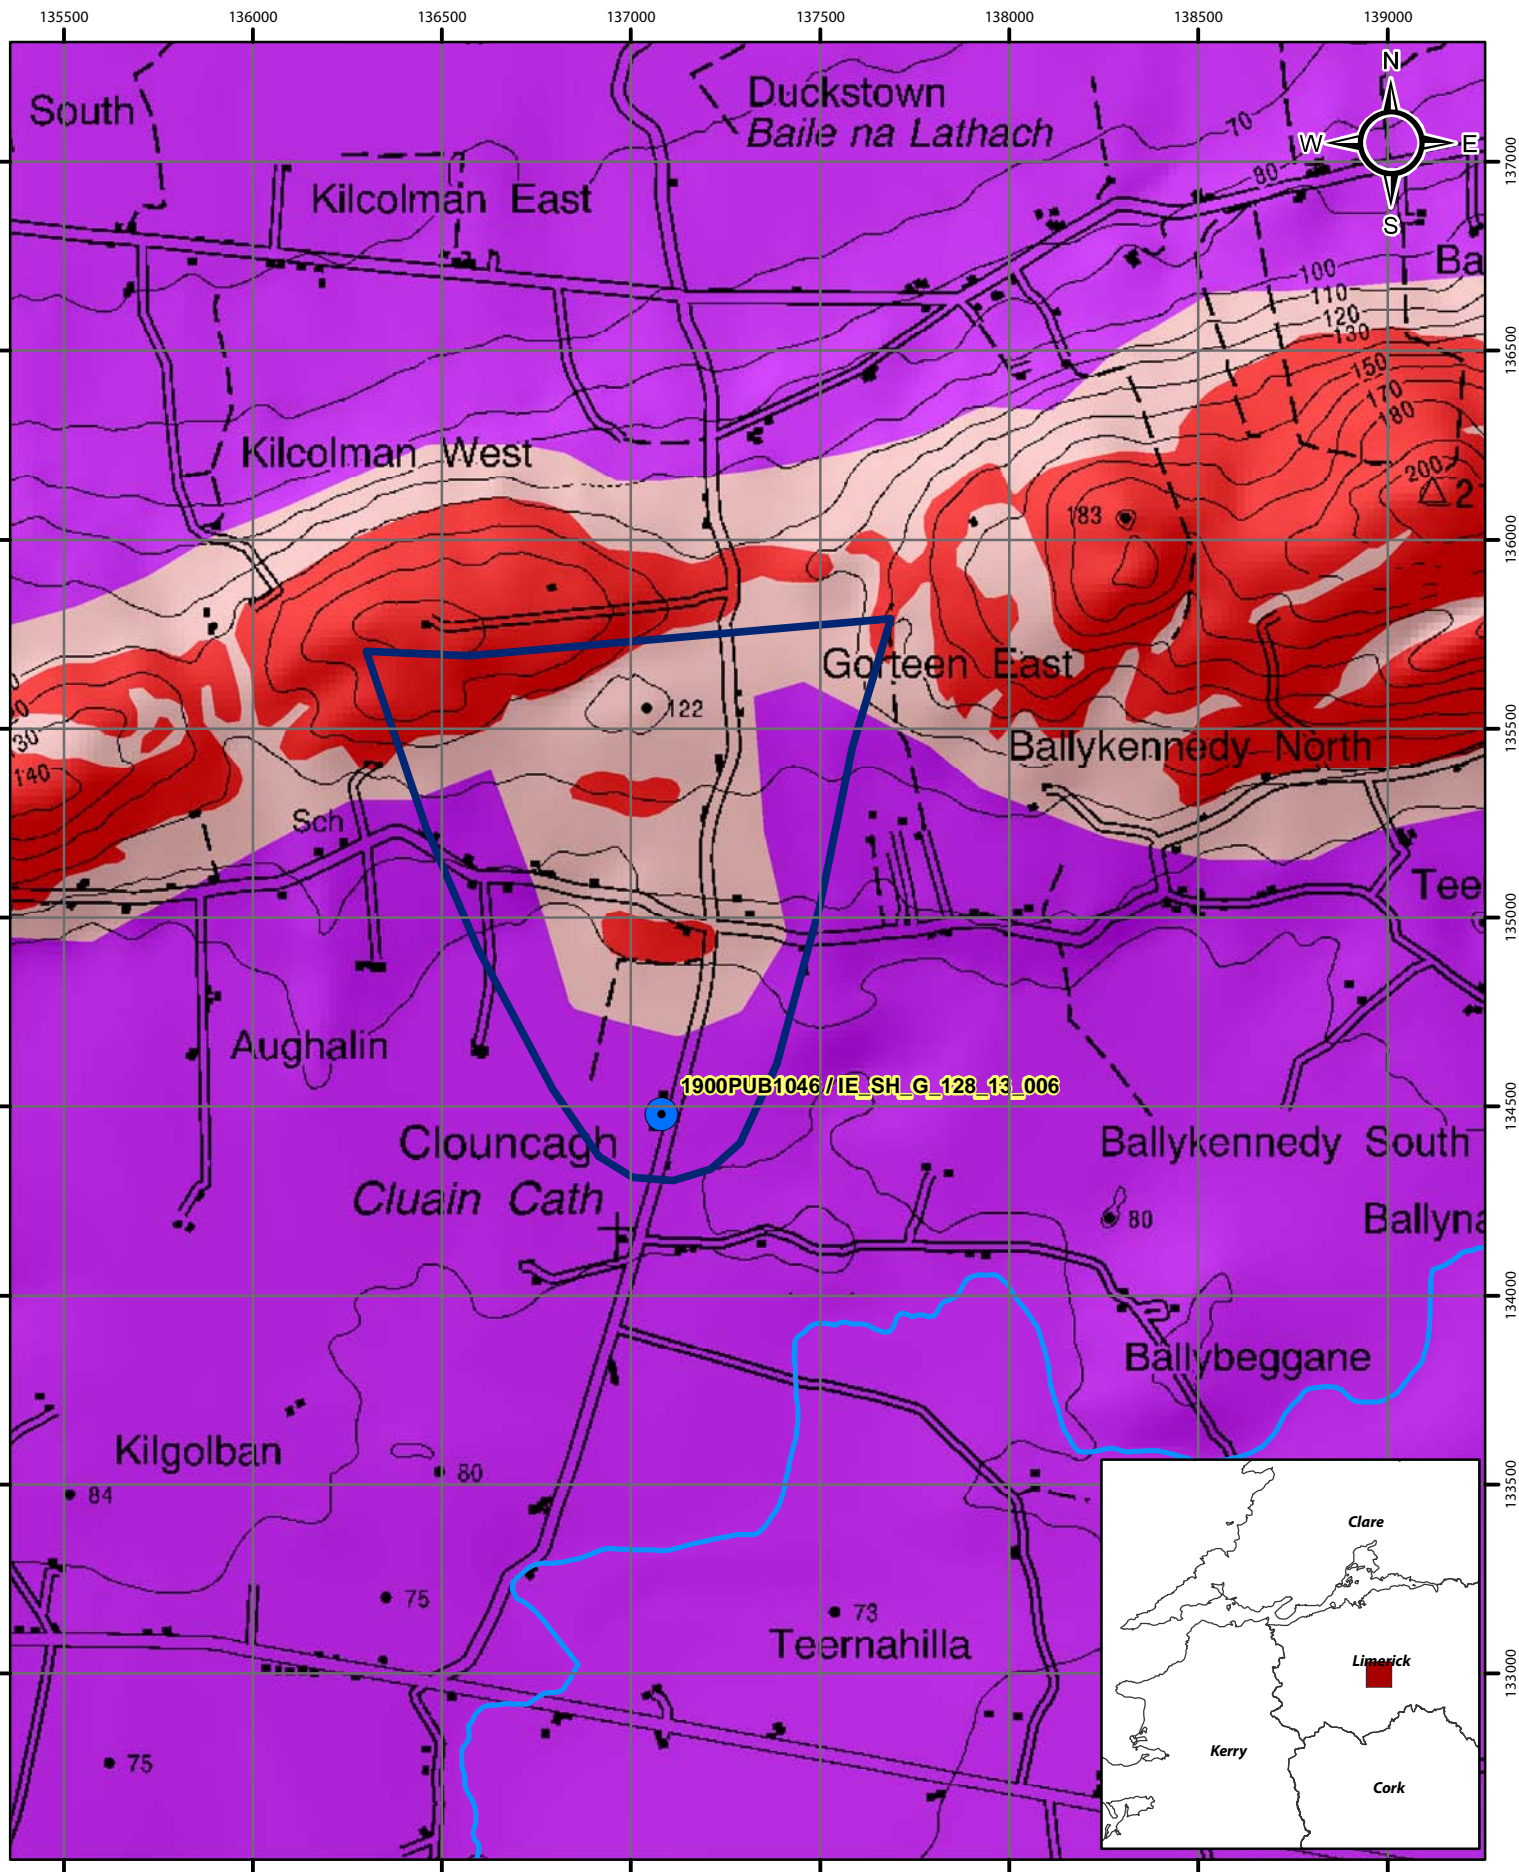 135500 136000 136500 137000 137500 138000 138500 139000
N
W E
S
137000
136500
136000
135500
135000
134500
134000
133500
133000
South
Duckstown
Baile na Lathach
70
80
Kilcolman East
Ba
100
110
120
130
150
170
180
200
2
183
Kilcolman West
Gorteen East
122
Ballykennedy North
30
140
Sch
Tee
Aughalin
1900PUB1046 / IE_SH_G_128_13_006
Clouncagh
Cluain Cath
Ballykennedy South
80
Ballyna
Ballybeggane
Kilgolban
80
84
75
73
Teernahilla
75
Clare
Limerick
Kerry
Cork